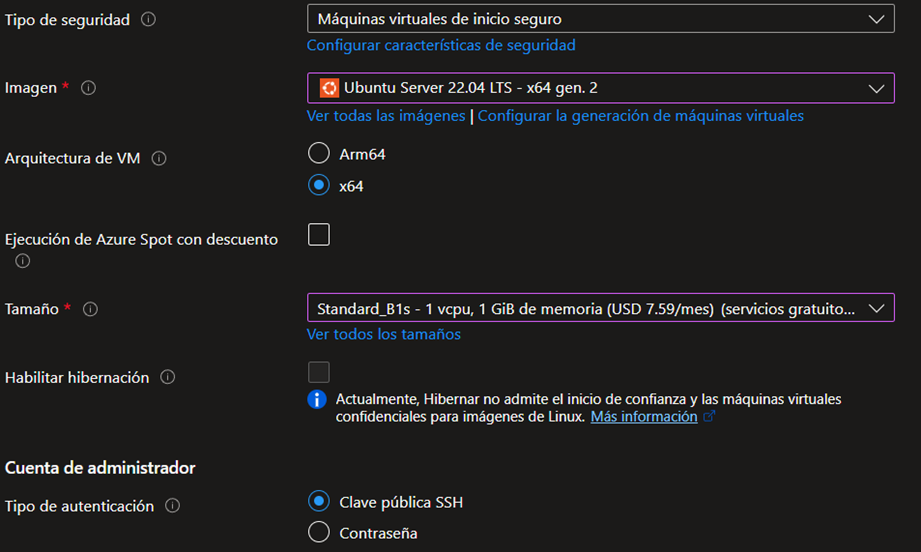 Tipo de seguridad
Máquinas virtuales de inicio seguro
Configurar características de seguridad
Imagen *
Ubuntu Server 22.04 LTS - x64 gen. 2
Ver todas las imágenes | Configurar la generación de máquinas virtuales
Arquitectura de VM
Arm64
x64
Ejecución de Azure Spot con descuento
Tamaño *
Standard_B1s - 1 vcpu, 1 GiB de memoria (USD 7.59/mes) (servicios gratuito...
Ver todos los tamaños
Habilitar hibernación
Actualmente, Hibernar no admite el inicio de confianza y las máquinas virtuales
confidenciales para imágenes de Linux. Más información
Cuenta de administrador
Tipo de autenticación
Clave pública SSH
Contraseña